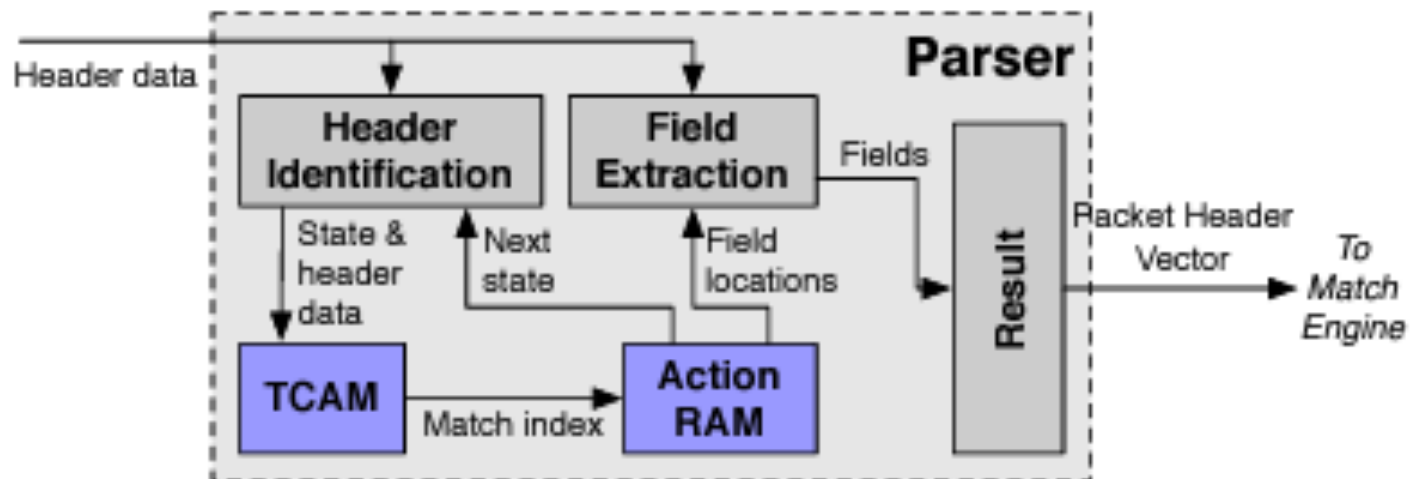 Header data
Parser
Header
Identification
Field
Extraction
Fields
State &
header
data
Next
state
Field
locations
TCAM
Match index
Action
RAM
Result
Packet Header
Vector
To
Match
Engine